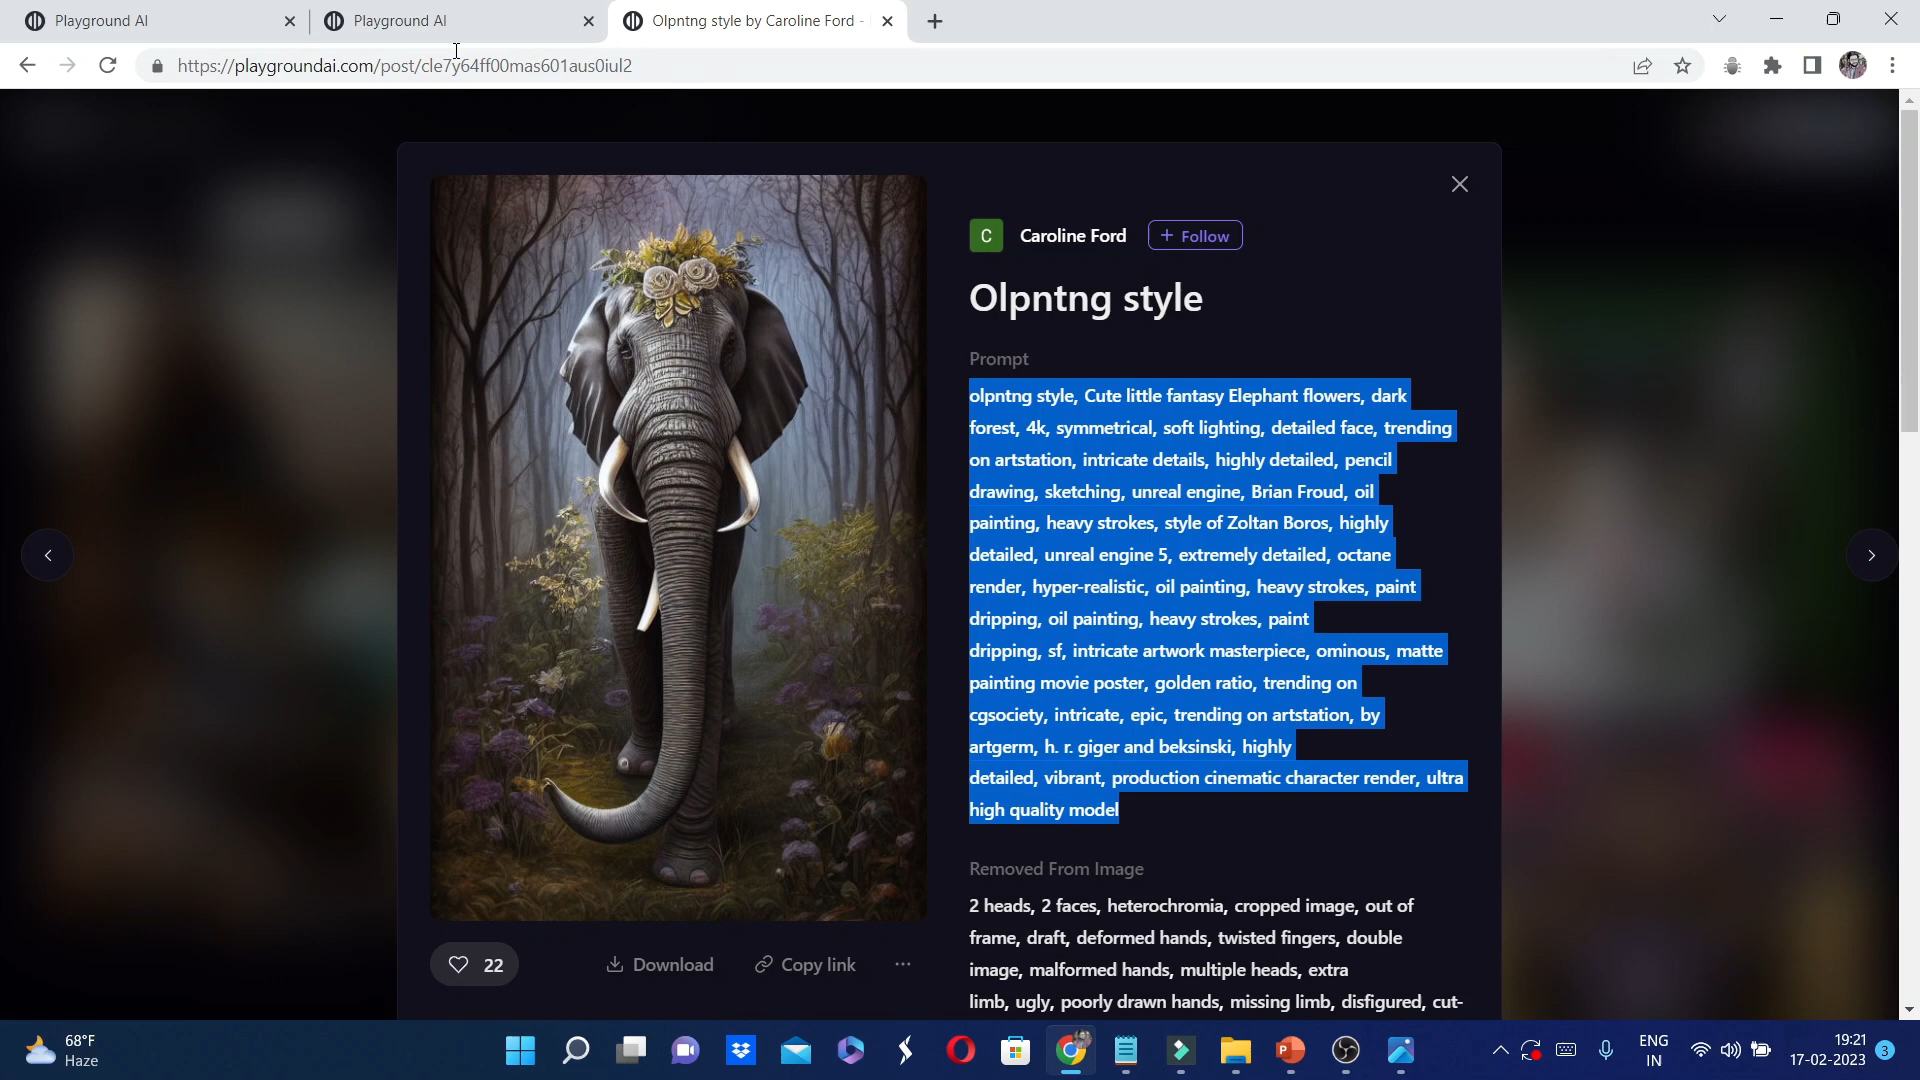 Playground AI
Playground AI
Olpntng style by Caroline Ford -
https://playgroundai.com/post/cle7y64ff00mas601aus0iul2
C
Caroline Ford
+ Follow
Olpntng style
Prompt
olpntng style, Cute little fantasy Elephant flowers, dark
forest, 4k, symmetrical, soft lighting, detailed face, trending
on artstation, intricate details, highly detailed, pencil
drawing, sketching, unreal engine, Brian Froud, oil
painting, heavy strokes, style of Zoltan Boros, highly
detailed, unreal engine 5, extremely detailed, octane
render, hyper-realistic, oil painting, heavy strokes, paint
dripping, oil painting, heavy strokes, paint
dripping, sf, intricate artwork masterpiece, ominous, matte
painting movie poster, golden ratio, trending on
cgsociety, intricate, epic, trending on artstation, by
artgerm, h. r. giger and beksinski, highly
detailed, vibrant, production cinematic character render, ultra
high quality model
Removed From Image
2 heads, 2 faces, heterochromia, cropped image, out of
frame, draft, deformed hands, twisted fingers, double
image, malformed hands, multiple heads, extra
limb, ugly, poorly drawn hands, missing limb, disfigured, cut-
22
Download
Copy link
68°F
Haze
ENG
IN
19:21
17-02-2023
3